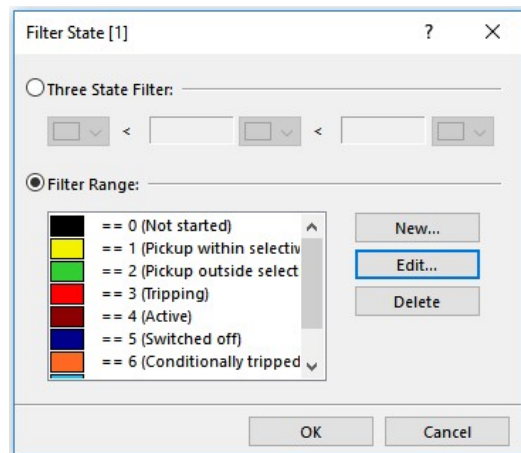 Filter State [1] ?
Three State Filter:
< <
Filter Range:
== 0 (Not started)
== 1 (Pickup within selectiv
== 2 (Pickup outside select
== 3 (Tripping)
== 4 (Active)
== 5 (Switched off)
== 6 (Conditionally tripped
New...
Edit...
Delete
OK Cancel